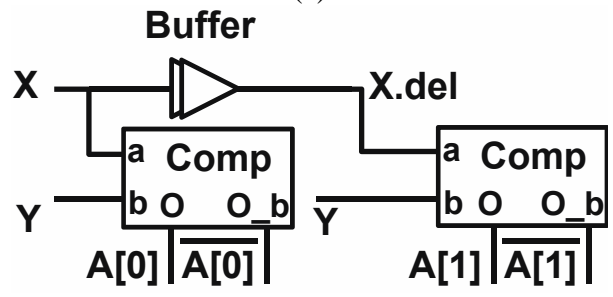 Buffer
X
X.del
a
Comp
a
Comp
b
O
O_b
b
O
O_b
Y
Y
A[0]
A[0]
A[1]
A[1]